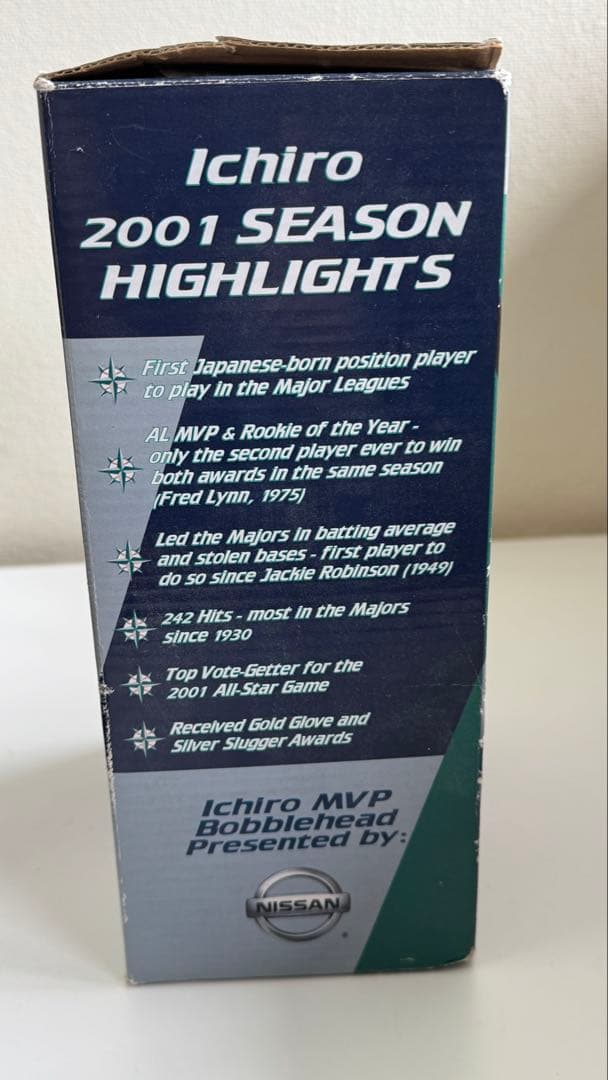 Ichiro
2001 SEASON
HIGHLIGHTS
First Japanese-born position player
to play in the Major Leagues
AL MVP & Rookie of the Year -
only the second player ever to win
both awards in the same season
(Fred Lynn, 1975)
Led the Majors in batting average
and stolen bases - first player to
do so since Jackie Robinson (1949)
242 Hits - most in the Majors
since 1930
Top Vote-Getter for the
2001 All-Star Game
Received Gold Glove and
Silver Slugger Awards
Ichiro MVP
Bobblehead
Presented by:
NISSAN